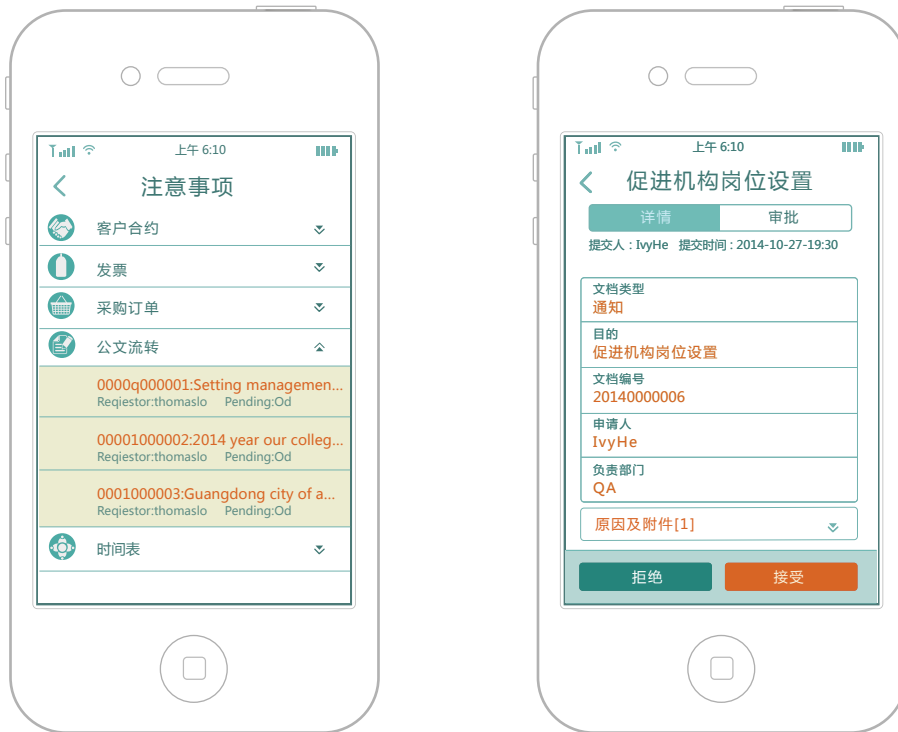 上午 6:10
注意事项
客户合约
发票
采购订单
公文流转
0000q000001:Setting managemen...
Reqiestor:thomaslo Pending:Od
00001000002:2014 year our colleg...
Reqiestor:thomaslo Pending:Od
0001000003:Guangdong city of a...
Reqiestor:thomaslo Pending:Od
时间表
上午 6:10
促进机构岗位设置
详情 审批
提交人 : IvyHe 提交时间 : 2014-10-27-19:30
文档类型
通知
目的
促进机构岗位设置
文档编号
20140000006
申请人
IvyHe
负责部门
QA
原因及附件[1]
拒绝 接受